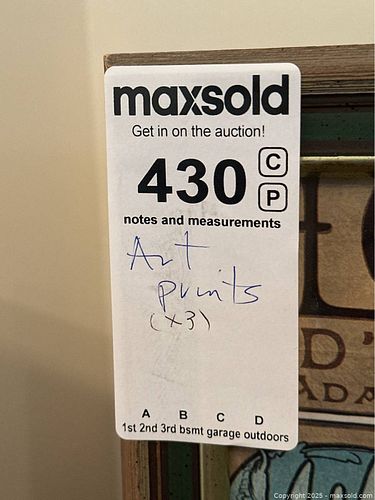 maxsold
Get in on the auction!
430
C
P
notes and measurements
Art
prints
(x3)
A B C D
1st 2nd 3rd bsmt garage outdoors
D'
ADA
Copyright 2025 - maxsold.com